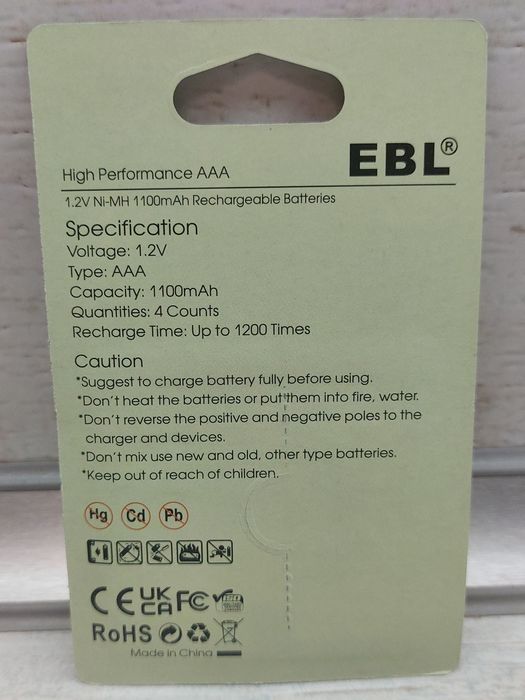 EBL®
High Performance AAA
1.2V Ni-MH 1100mAh Rechargeable Batteries
Specification
Voltage: 1.2V
Type: AAA
Capacity: 1100mAh
Quantities: 4 Counts
Recharge Time: Up to 1200 Times
Caution
*Suggest to charge battery fully before using.
*Don't heat the batteries or put them into fire, water.
*Don't reverse the positive and negative poles to the
charger and devices.
*Don't mix use new and old, other type batteries.
*Keep out of reach of children.
Hg Cd Pb
CE UK CA FC ISO
RoHS
Made in China